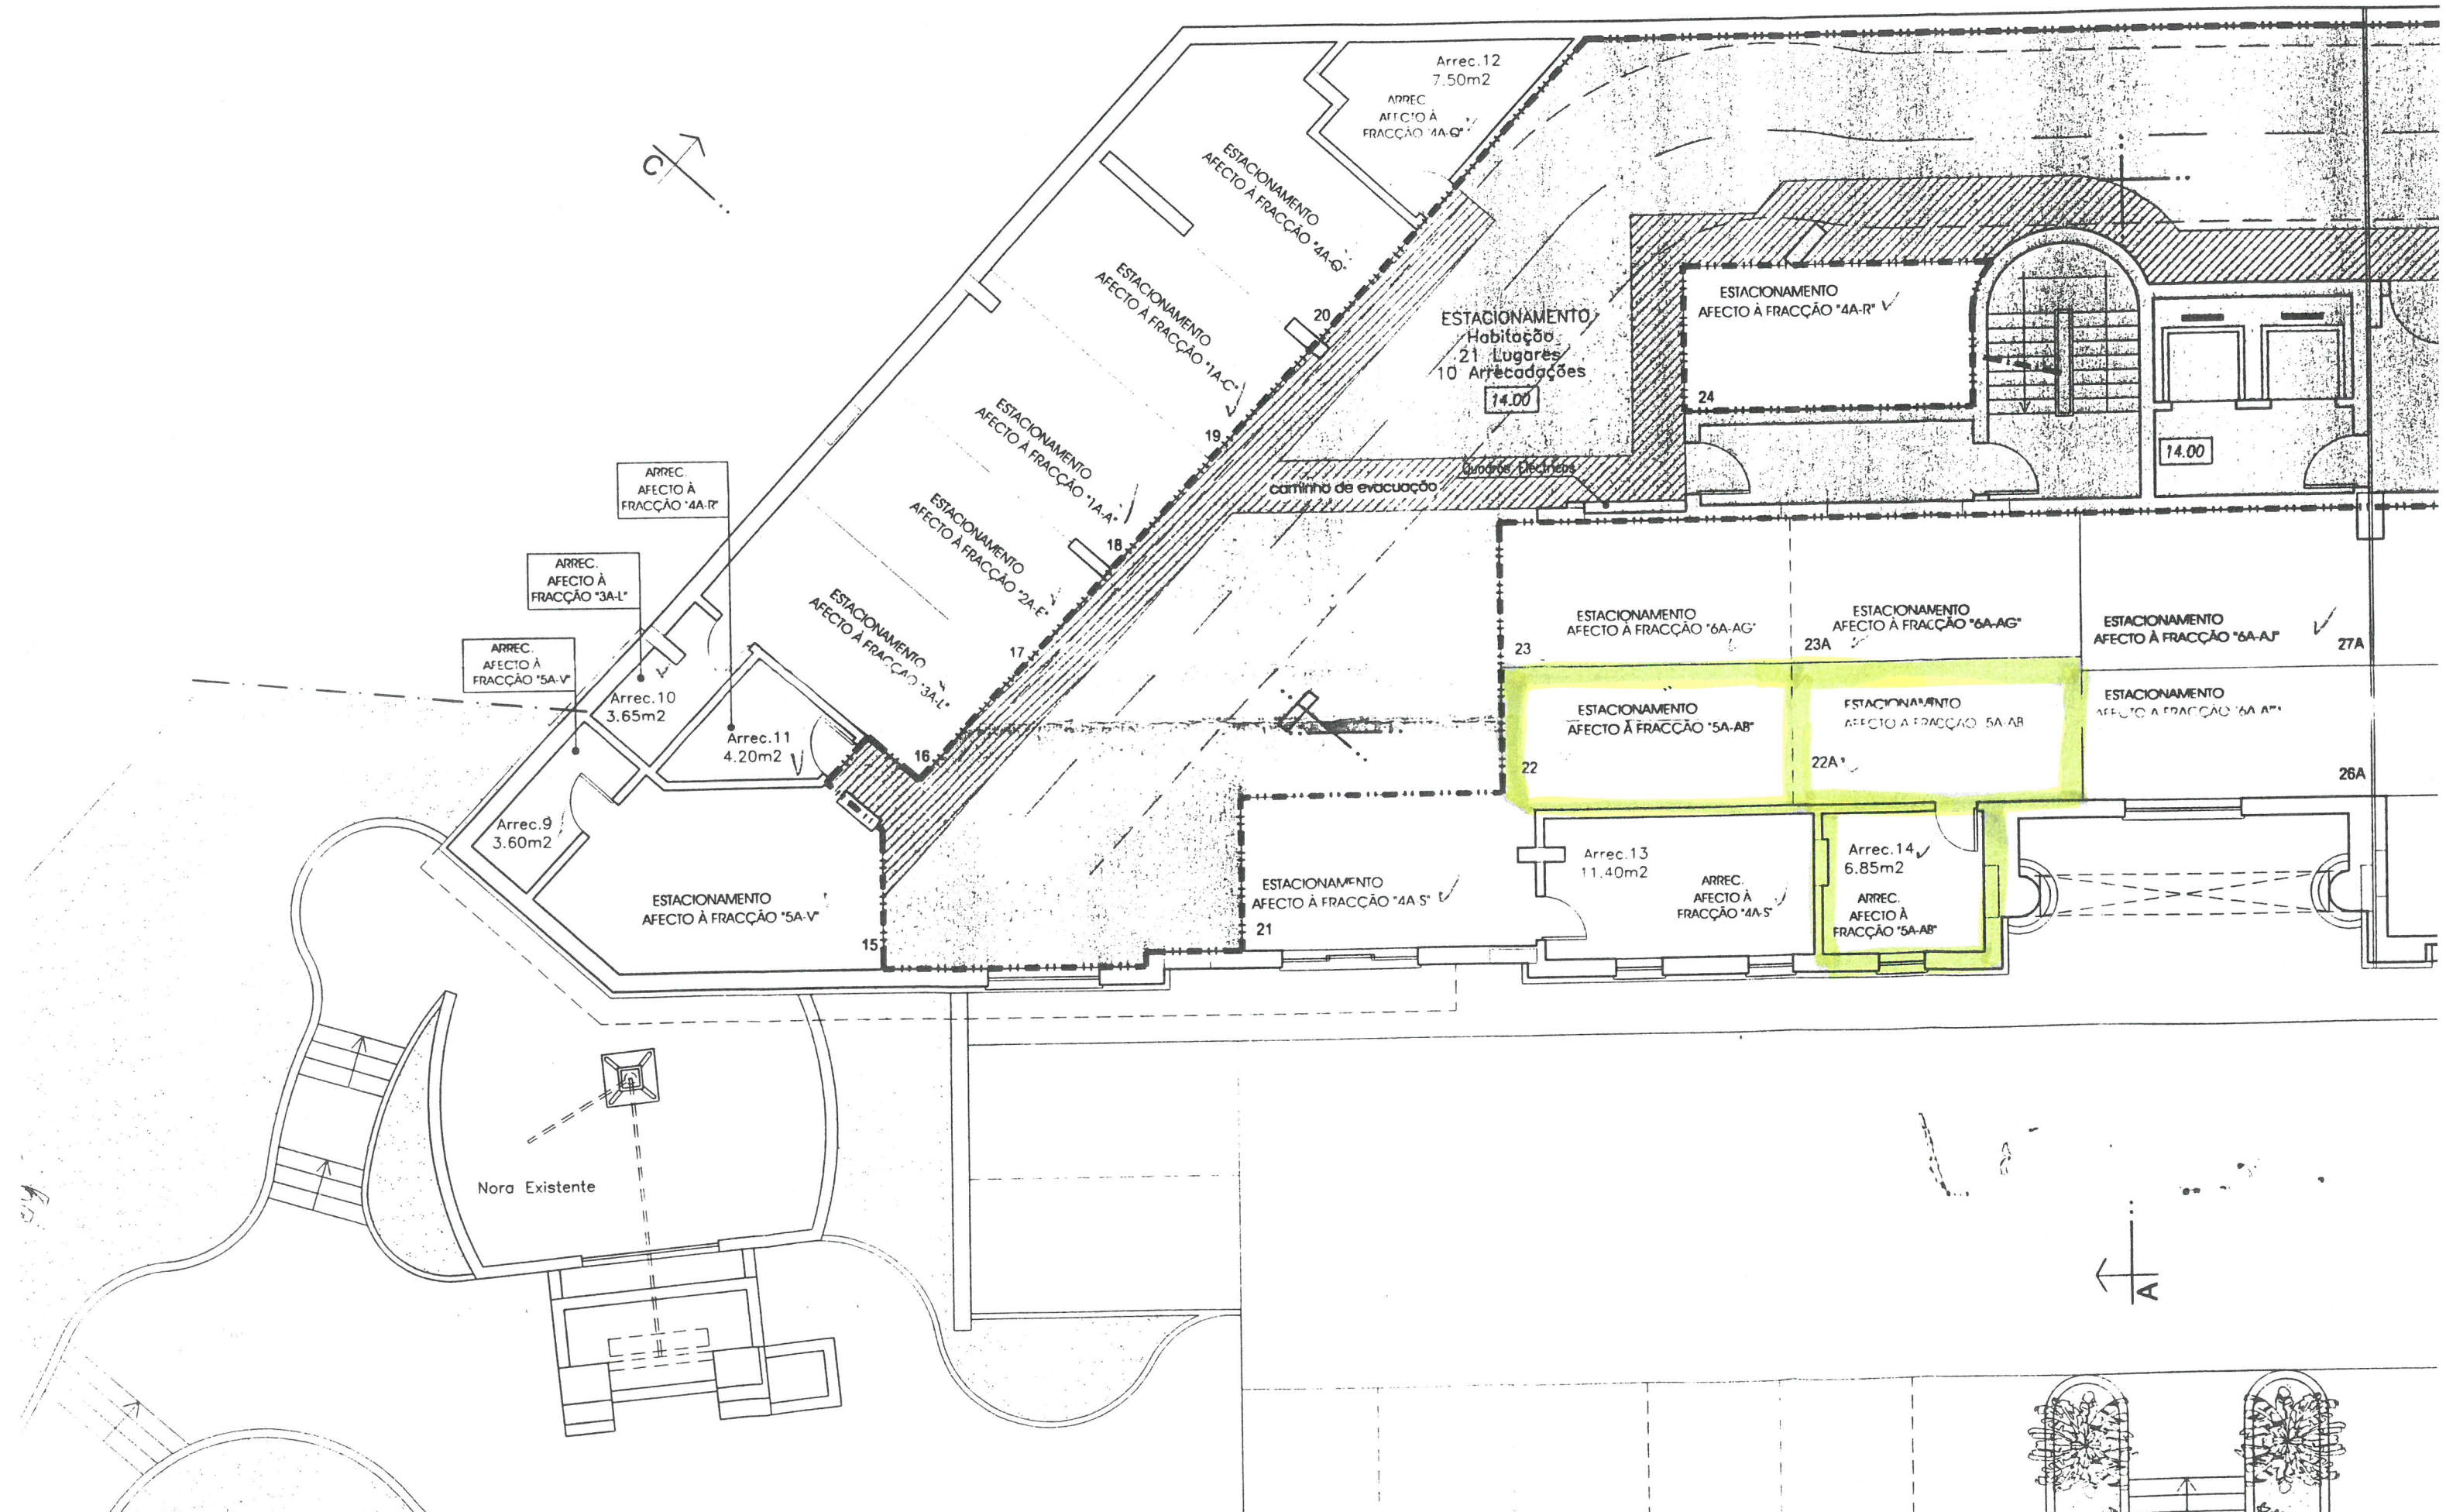 Arrec.12
7.50m2
ARREC
AFECTO À
FRACÇÃO "4A-Q"
C
ESTACIONAMENTO
AFECTO À FRACÇÃO "4A-Q"
20
ESTACIONAMENTO
AFECTO À FRACÇÃO "1A-C"
19
ESTACIONAMENTO
AFECTO À FRACÇÃO "1A-A"
18
ESTACIONAMENTO
AFECTO À FRACÇÃO "2A-E"
17
ESTACIONAMENTO
AFECTO À FRACÇÃO "3A-L"
16
ESTACIONAMENTO
Habitação
21 Lugares
10 Arrecadações
14.00
ESTACIONAMENTO
AFECTO À FRACÇÃO "4A-R"
24
14.00
Quadros Eléctricos
caminho de evacuação
ARREC.
AFECTO À
FRACÇÃO "4A-R"
ARREC.
AFECTO À
FRACÇÃO "3A-L"
ARREC.
AFECTO À
FRACÇÃO "5A-V"
Arrec.10
3.65m2
Arrec.11
4.20m2
Arrec.9
3.60m2
ESTACIONAMENTO
AFECTO À FRACÇÃO "5A-V"
15
ESTACIONAMENTO
AFECTO À FRACÇÃO "6A-AG"
23
ESTACIONAMENTO
AFECTO À FRACÇÃO "6A-AG"
23A
ESTACIONAMENTO
AFECTO À FRACÇÃO "6A-AJ"
27A
ESTACIONAMENTO
AFECTO À FRACÇÃO "5A-AB"
22
ESTACIONAMENTO
AFECTO À FRACÇÃO "5A-AB
22A
ESTACIONAMENTO
AFECTO À FRACÇÃO
26A
ESTACIONAMENTO
AFECTO À FRACÇÃO "4A-S"
21
Arrec.13
11.40m2
ARREC.
AFECTO À
FRACÇÃO "4A-S"
Arrec.14
6.85m2
ARREC.
AFECTO À
FRACÇÃO "5A-AB"
Nora Existente
A